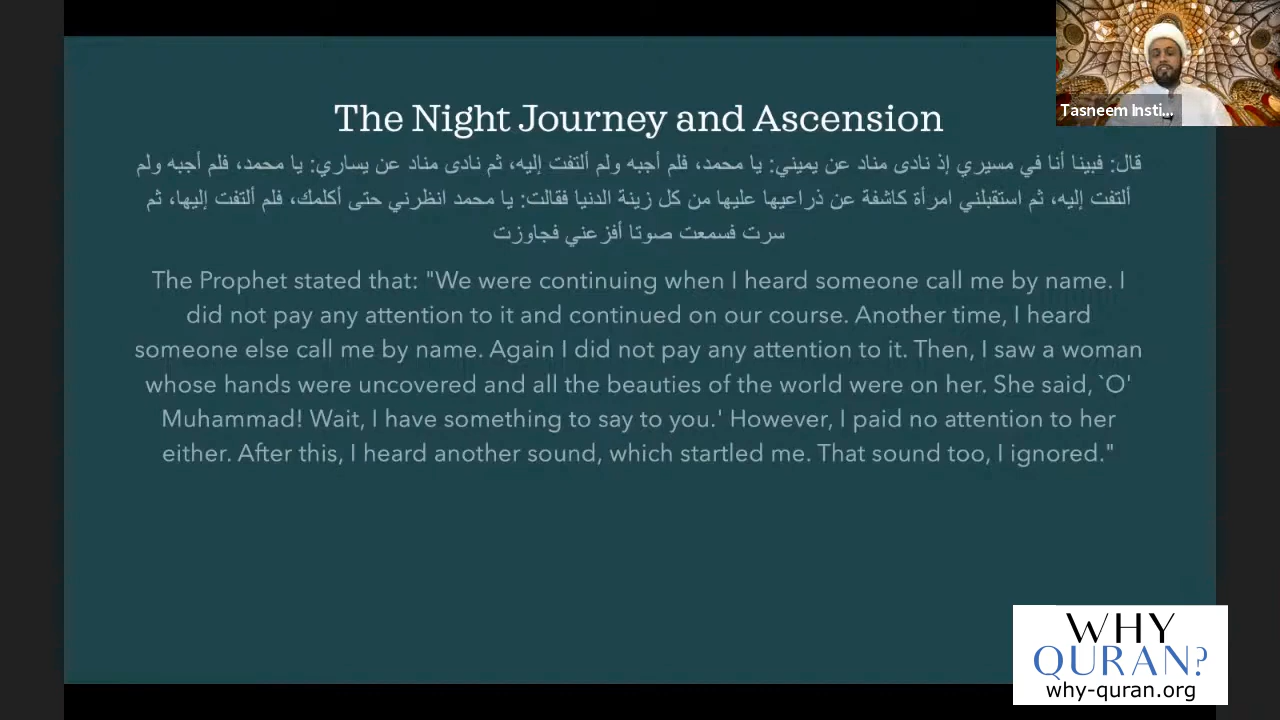 Tasneem Insti...
The Night Journey and Ascension
قال: فبينا أنا في مسيري إذ نادى مناد عن يميني: يا محمد، فلم أجبه ولم ألتفت إليه، ثم نادى مناد عن يساري: يا محمد، فلم أجبه ولم
ألتفت إليه، ثم استقبلني امرأة كاشفة عن ذراعيها عليها من كل زينة الدنيا فقالت: يا محمد انظرني حتى أكلمك، فلم ألتفت إليها، ثم
سرت فسمعت صوتا أفزعني فجاوزت
The Prophet stated that: "We were continuing when I heard someone call me by name. I
did not pay any attention to it and continued on our course. Another time, I heard
someone else call me by name. Again I did not pay any attention to it. Then, I saw a woman
whose hands were uncovered and all the beauties of the world were on her. She said, `O'
Muhammad! Wait, I have something to say to you.' However, I paid no attention to her
either. After this, I heard another sound, which startled me. That sound too, I ignored."
WHY
QURAN?
why-quran.org